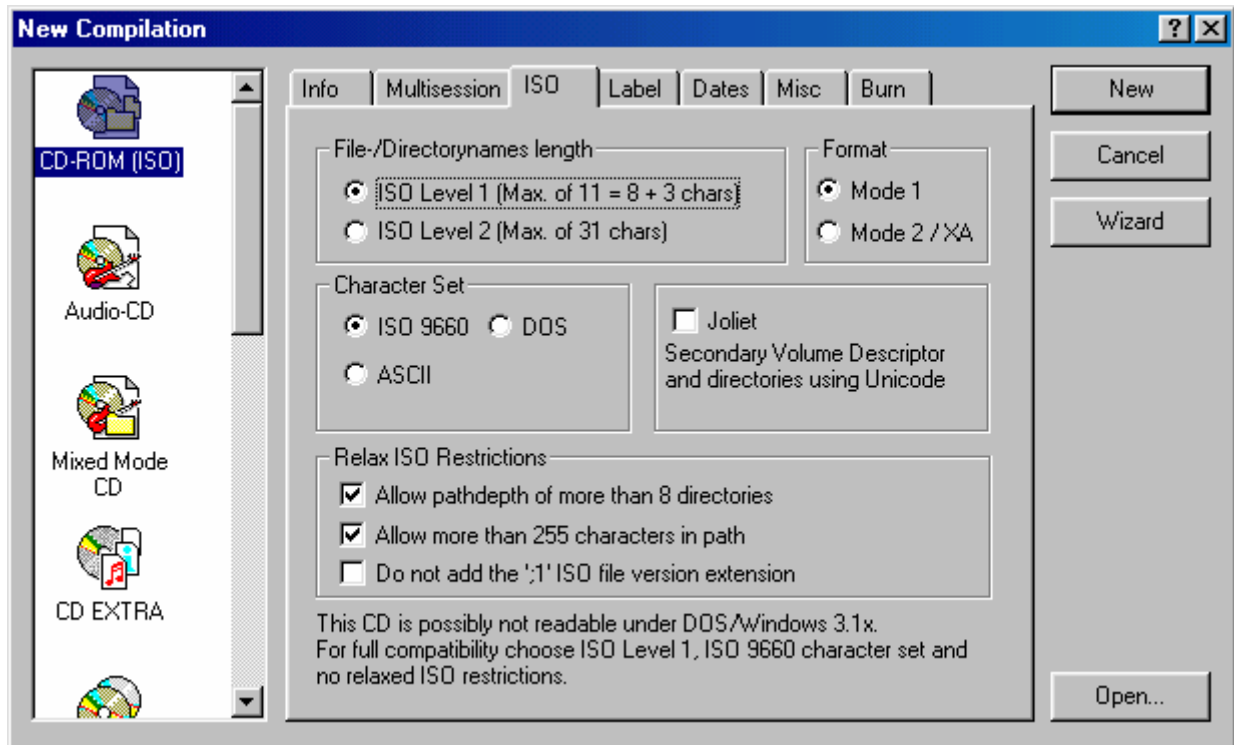 New Compilation
CD-ROM (ISO)
Audio-CD
Mixed Mode
CD
CD EXTRA
Info Multisession ISO Label Dates Misc Burn
File-/Directorynames length
ISO Level 1 (Max. of 11 = 8 + 3 chars)
ISO Level 2 (Max. of 31 chars)
Format
Mode 1
Mode 2 / XA
Character Set
ISO 9660 DOS
ASCII
Joliet
Secondary Volume Descriptor
and directories using Unicode
Relax ISO Restrictions
Allow pathdepth of more than 8 directories
Allow more than 255 characters in path
Do not add the ';1' ISO file version extension
This CD is possibly not readable under DOS/Windows 3.1x.
For full compatibility choose ISO Level 1, ISO 9660 character set and
no relaxed ISO restrictions.
New
Cancel
Wizard
Open...